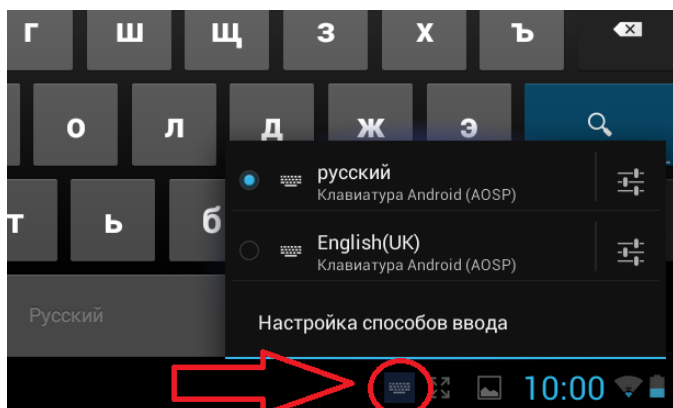 г ш щ з х ъ
о л д ж э
т ь б
русский
Клавиатура Android (AOSP)
English(UK)
Клавиатура Android (AOSP)
Русский
Настройка способов ввода
10:00